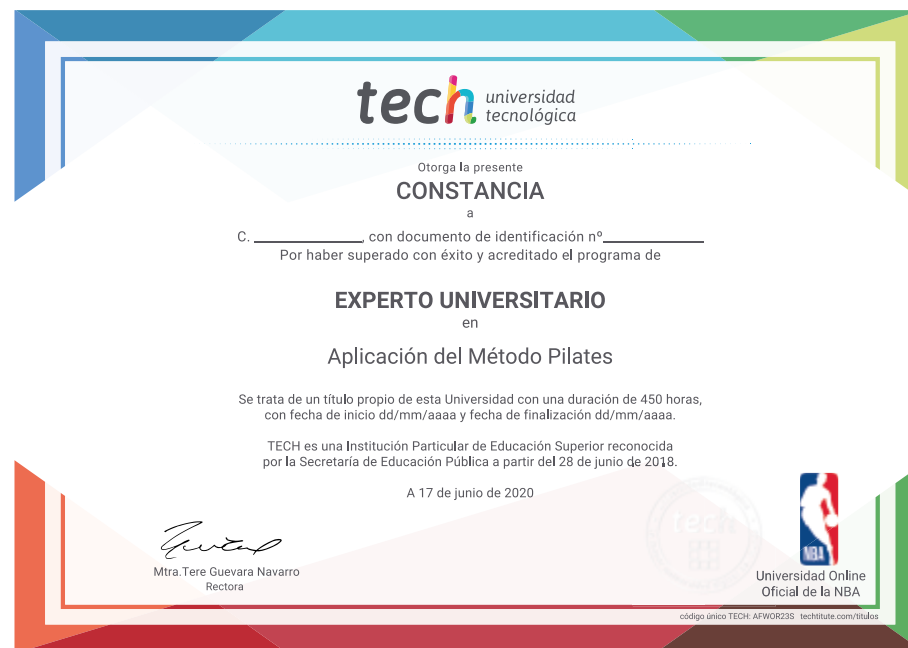 tech universidad
tecnológica
Otorga la presente
CONSTANCIA
a
C. ____________, con documento de identificación nº____________
Por haber superado con éxito y acreditado el programa de
EXPERTO UNIVERSITARIO
en
Aplicación del Método Pilates
Se trata de un título propio de esta Universidad con una duración de 450 horas,
con fecha de inicio dd/mm/aaaa y fecha de finalización dd/mm/aaaa.
TECH es una Institución Particular de Educación Superior reconocida
por la Secretaría de Educación Pública a partir del 28 de junio de 2018.
A 17 de junio de 2020
Mtra.Tere Guevara Navarro
Rectora
tech
NBA
Universidad Online
Oficial de la NBA
código único TECH: AFWOR23S techtitute.com/titulos